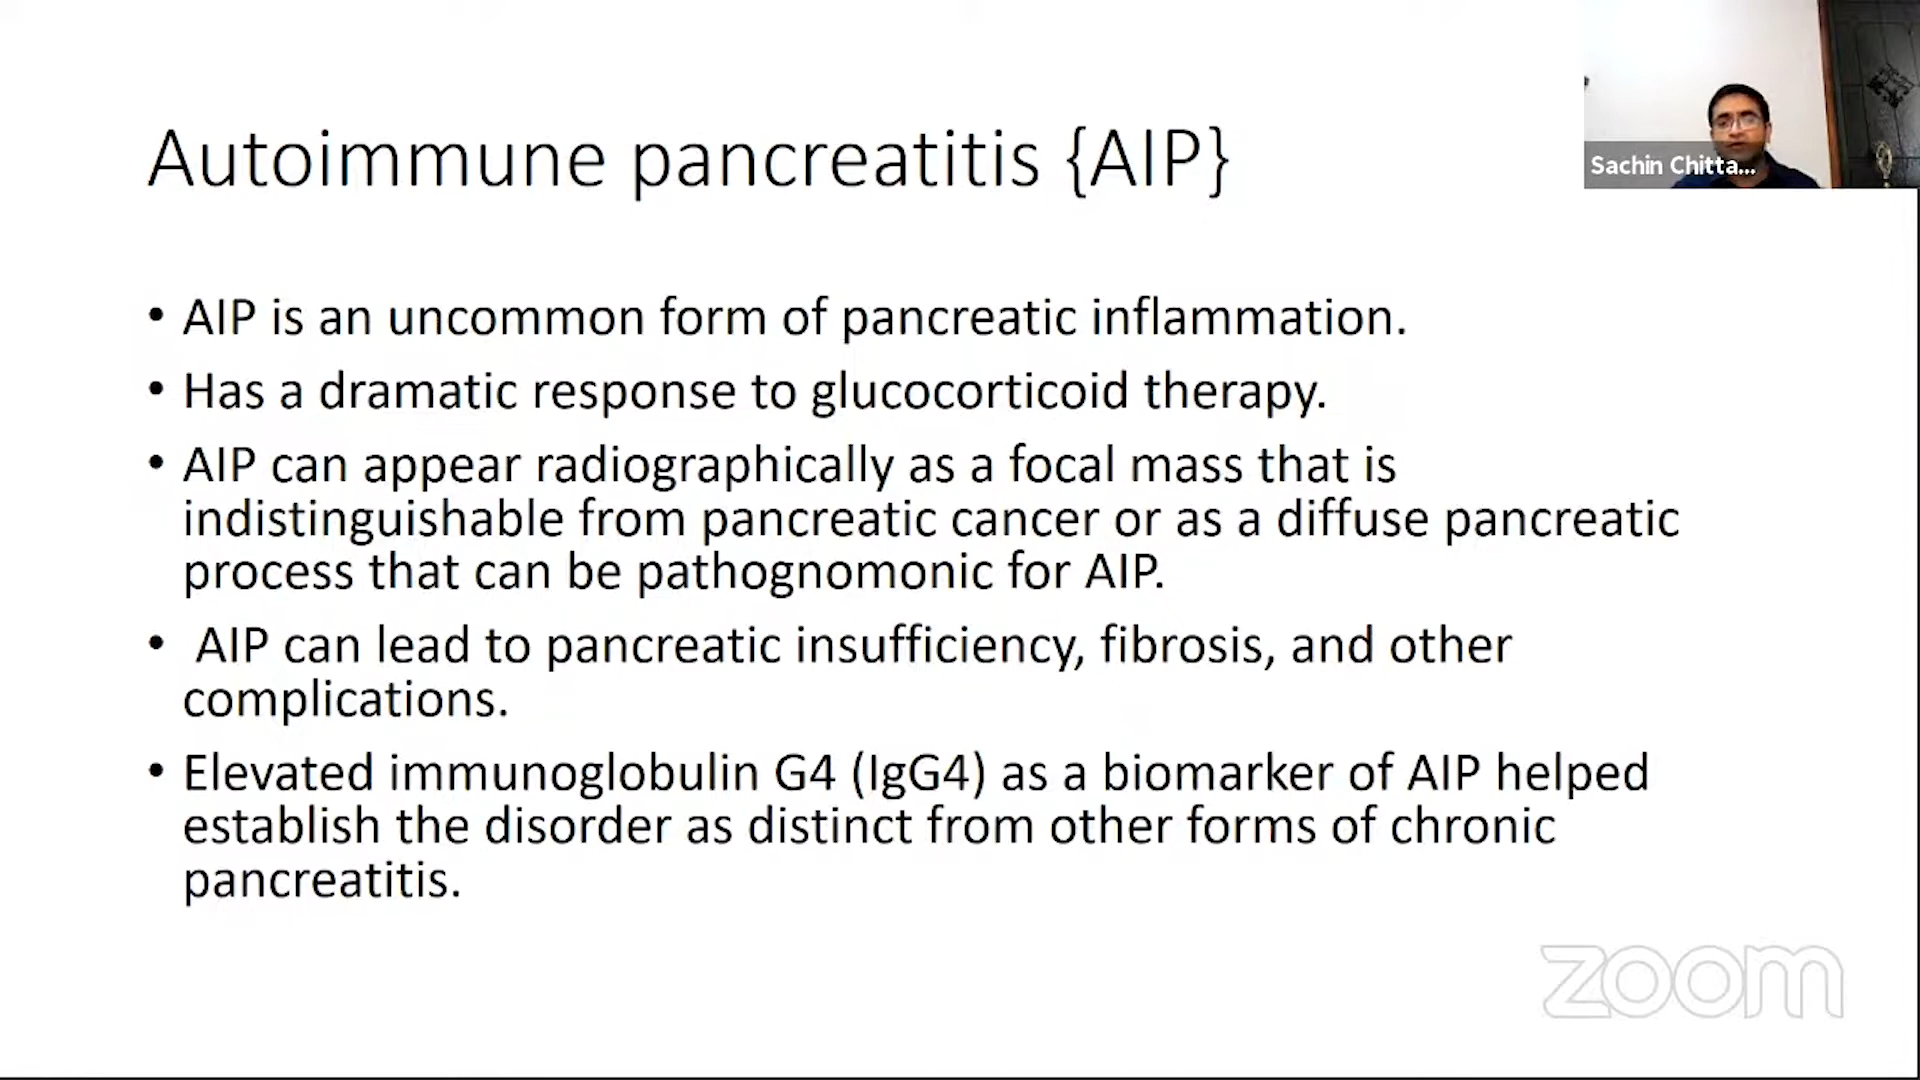 Autoimmune pancreatitis {AIP}
Sachin Chitta...
• AIP is an uncommon form of pancreatic inflammation.
• Has a dramatic response to glucocorticoid therapy.
• AIP can appear radiographically as a focal mass that is
indistinguishable from pancreatic cancer or as a diffuse pancreatic
process that can be pathognomonic for AIP.
• AIP can lead to pancreatic insufficiency, fibrosis, and other
complications.
• Elevated immunoglobulin G4 (IgG4) as a biomarker of AIP helped
establish the disorder as distinct from other forms of chronic
pancreatitis.
zoom